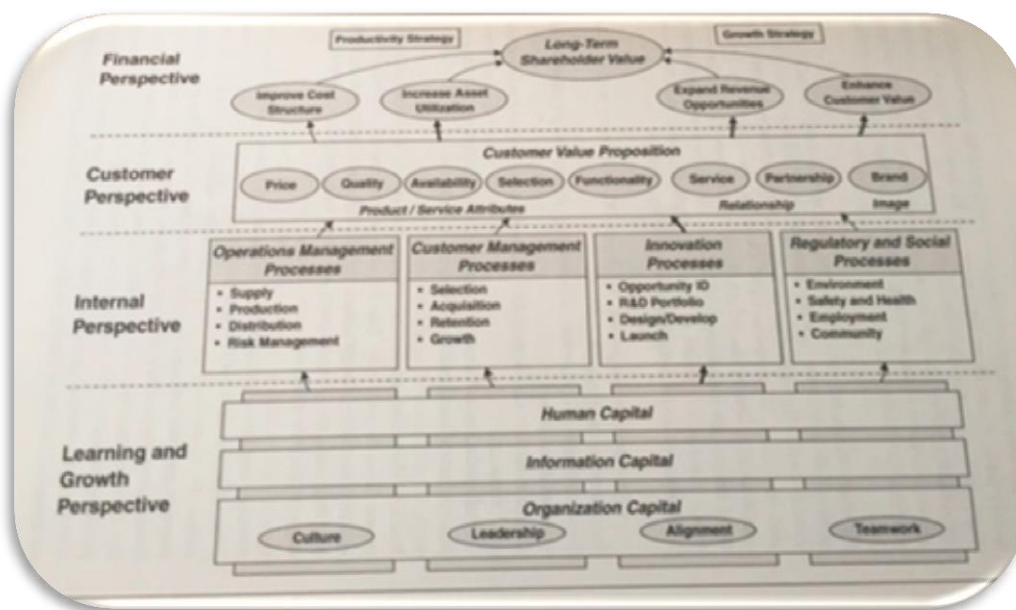 Financial
Perspective
Productivity Strategy
Long-Term
Shareholder Value
Growth Strategy
Improve Cost
Structure
Increase Asset
Utilization
Expand Revenue
Opportunities
Enhance
Customer Value
Customer
Perspective
Customer Value Proposition
Price
Quality
Availability
Selection
Functionality
Service
Partnership
Brand
Product / Service Attributes
Relationship
Image
Internal
Perspective
Operations Management
Processes
• Supply
• Production
• Distribution
• Risk Management
Customer Management
Processes
• Selection
• Acquisition
• Retention
• Growth
Innovation
Processes
• Opportunity ID
• R&D Portfolio
• Design/Develop
• Launch
Regulatory and Social
Processes
• Environment
• Safety and Health
• Employment
• Community
Learning and
Growth
Perspective
Human Capital
Information Capital
Organization Capital
Culture
Leadership
Alignment
Teamwork